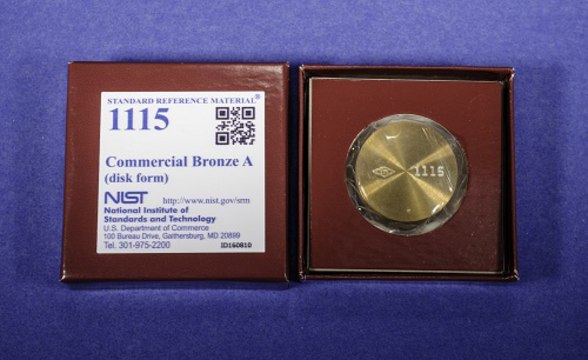 STANDARD REFERENCE MATERIAL®
1115
Commercial Bronze A
(disk form)
NIST http://www.nist.gov/srm
National Institute of
Standards and Technology
U.S. Department of Commerce
100 Bureau Drive, Gaithersburg, MD 20899
Tel. 301-975-2200 ID160810
1115